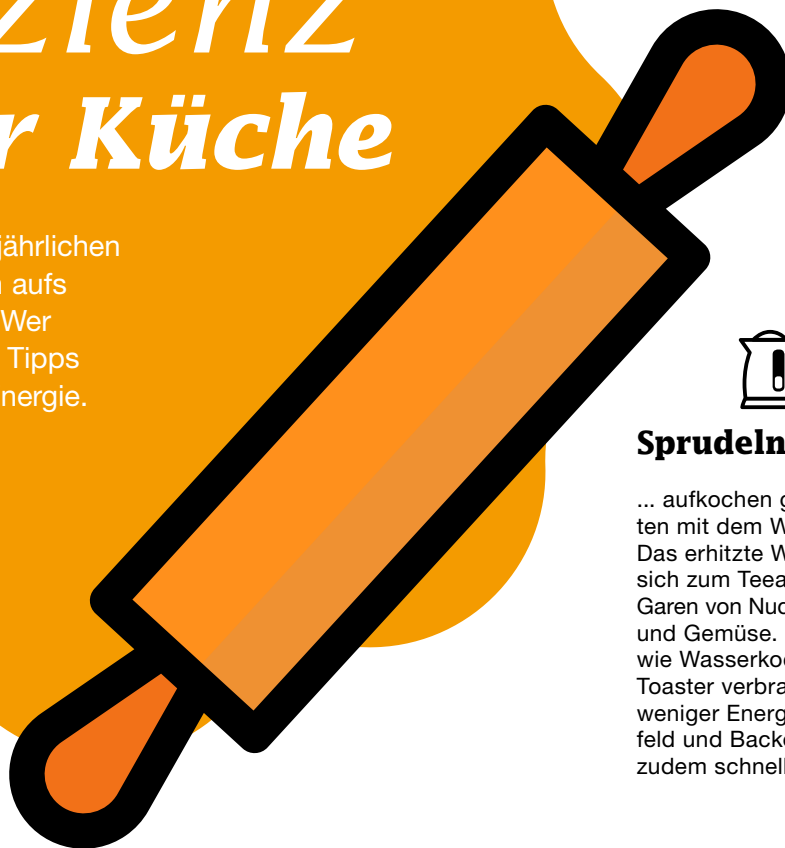 zienz
r Küche
jährlichen
aufs
Wer
Tipps
nergie.
Sprudeln
... aufkochen g
ten mit dem W
Das erhitzte W
sich zum Teea
Garen von Nud
und Gemüse.
wie Wasserkoc
Toaster verbra
weniger Energ
feld und Backo
zudem schnell